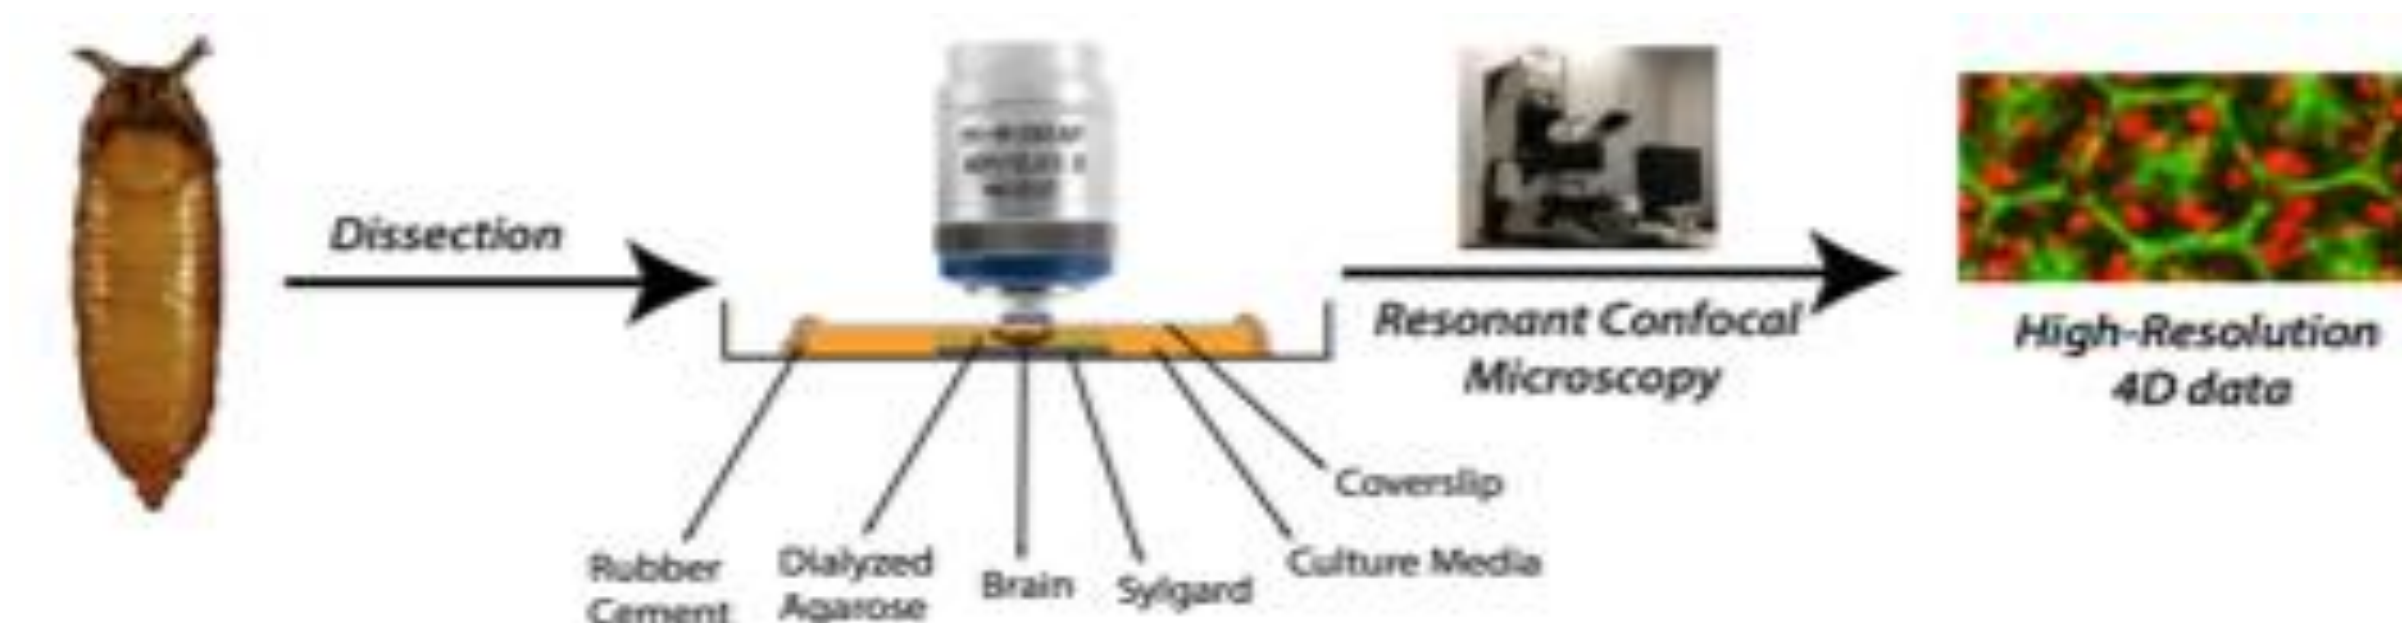 Dissection
Resonant Confocal
Microscopy
High-Resolution
4D data
Coverslip
Rubber
Cement
Dialyzed
Agarose
Brain
Sylgard
Culture Media